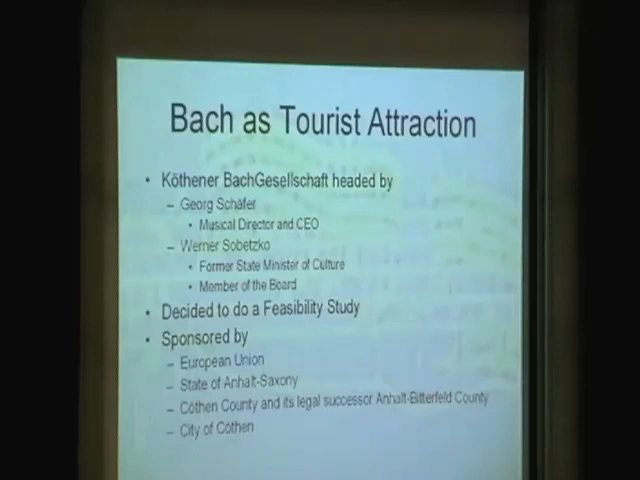 Bach as Tourist Attraction
• Köthener BachGesellschaft headed by
– Georg Schäfer
• Musical Director and CEO
– Werner Sobetzko
• Former State Minister of Culture
• Member of the Board
• Decided to do a Feasibility Study
• Sponsored by
– European Union
– State of Anhalt-Saxony
– Cöthen County and its legal successor Anhalt-Bitterfeld County
– City of Cöthen